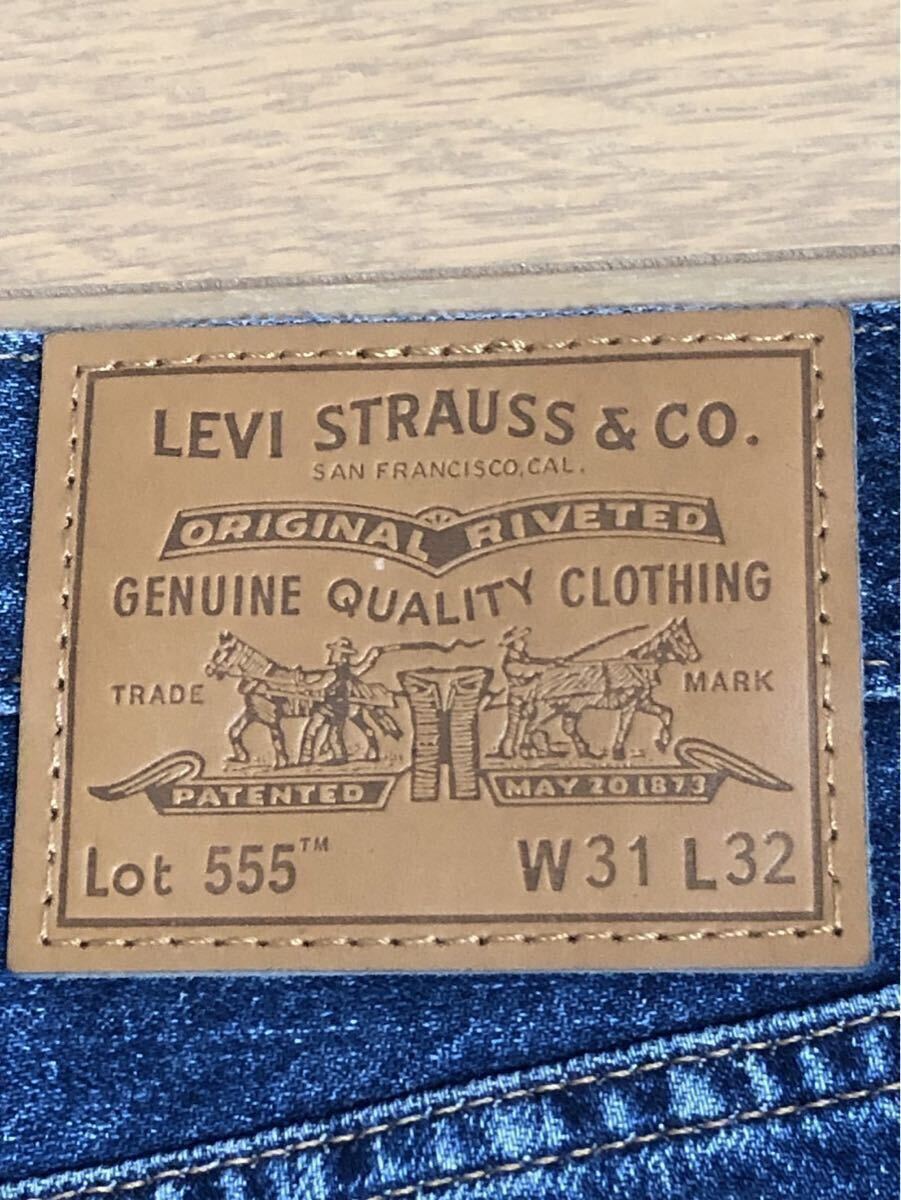 LEVI STRAUSS & CO.
SAN FRANCISCO, CAL.
ORIGINAL RIVETED
GENUINE QUALITY CLOTHING
TRADE MARK
PATENTED MAY 20 1873
Lot 555™ W31 L32